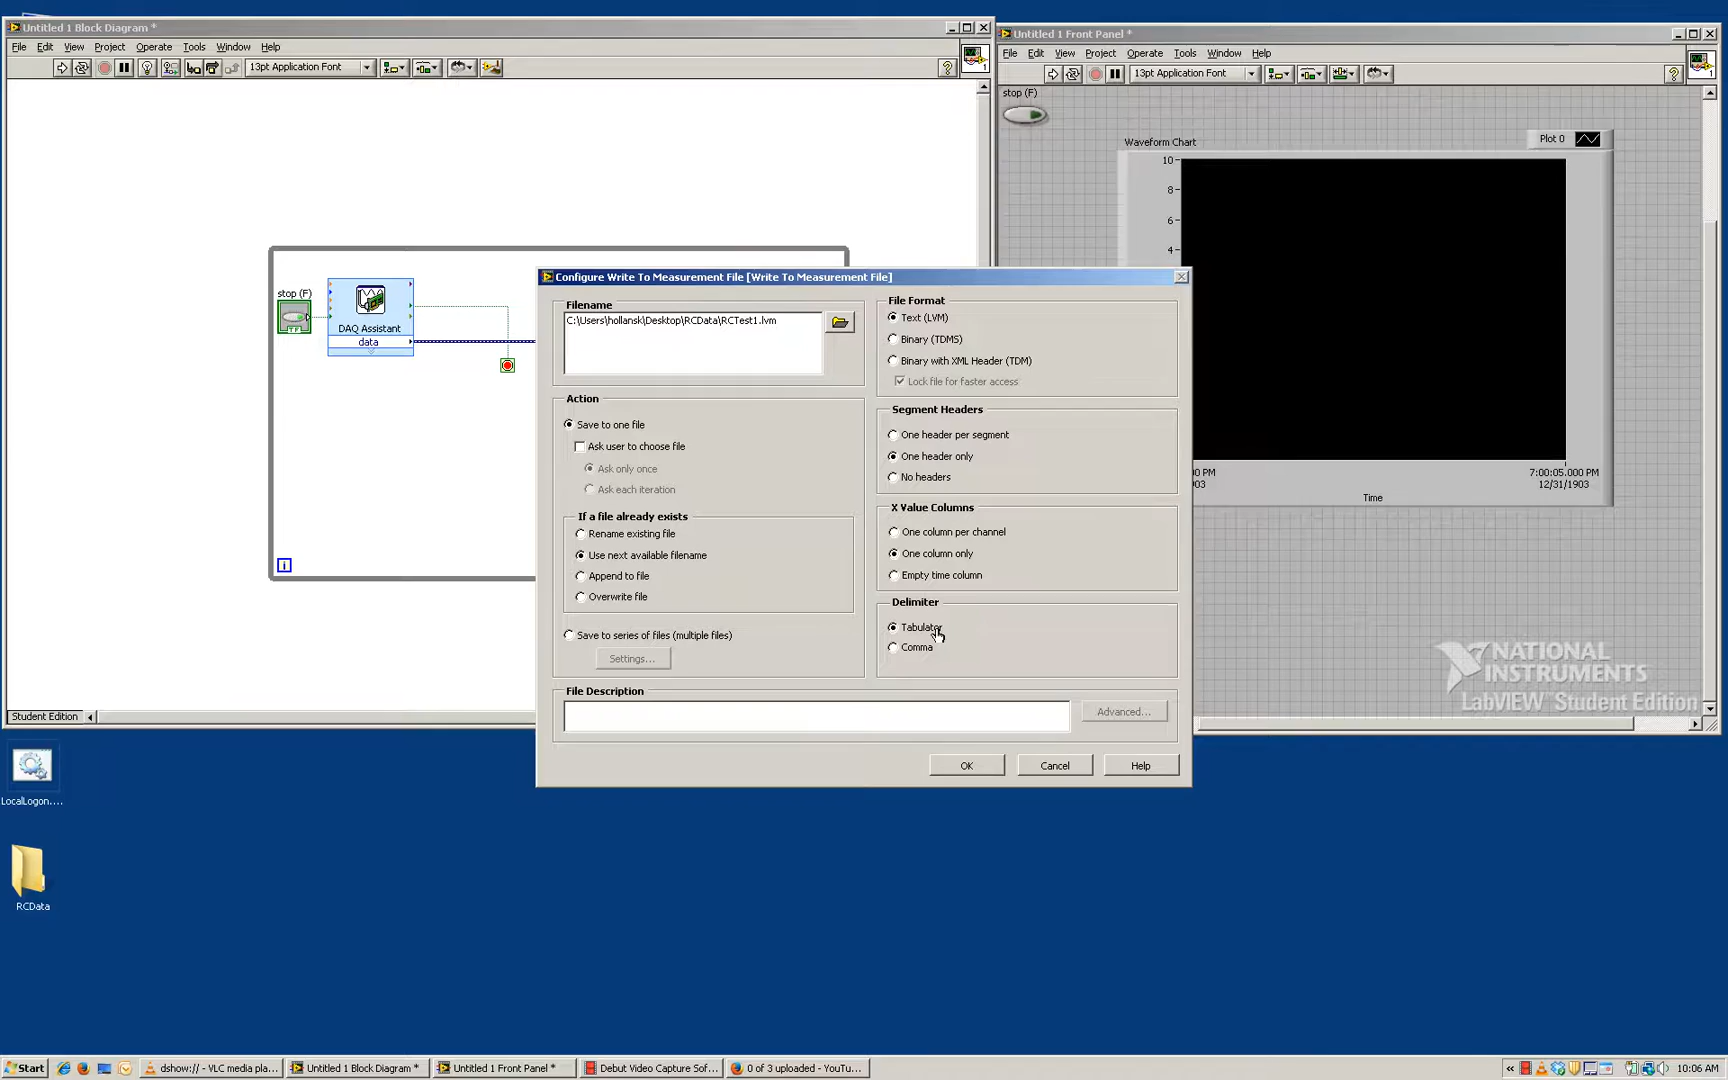 Untitled 1 Block Diagram *
File Edit View Project Operate Tools Window Help
13pt Application Font
stop (F)
TF
DAQ Assistant
data
i
Student Edition
Untitled 1 Front Panel *
File Edit View Project Operate Tools Window Help
13pt Application Font
1
stop (F)
Waveform Chart
Plot 0
10
8
6
4
0 PM
903
7:00:05.000 PM
12/31/1903
Time
NATIONAL
INSTRUMENTS
LabVIEW™ Student Edition
Configure Write To Measurement File [Write To Measurement File]
Filename
C:\Users\hollansk\Desktop\RCData\RCTest1.lvm
Action
Save to one file
Ask user to choose file
Ask only once
Ask each iteration
If a file already exists
Rename existing file
Use next available filename
Append to file
Overwrite file
Save to series of files (multiple files)
Settings...
File Format
Text (LVM)
Binary (TDMS)
Binary with XML Header (TDM)
Lock file for faster access
Segment Headers
One header per segment
One header only
No headers
X Value Columns
One column per channel
One column only
Empty time column
Delimiter
Tabulator
Comma
File Description
Advanced...
OK Cancel Help
LocalLogon....
RCData
Start
dshow:// - VLC media pla...
Untitled 1 Block Diagram *
Untitled 1 Front Panel *
Debut Video Capture Sof...
0 of 3 uploaded - YouTu...
10:06 AM